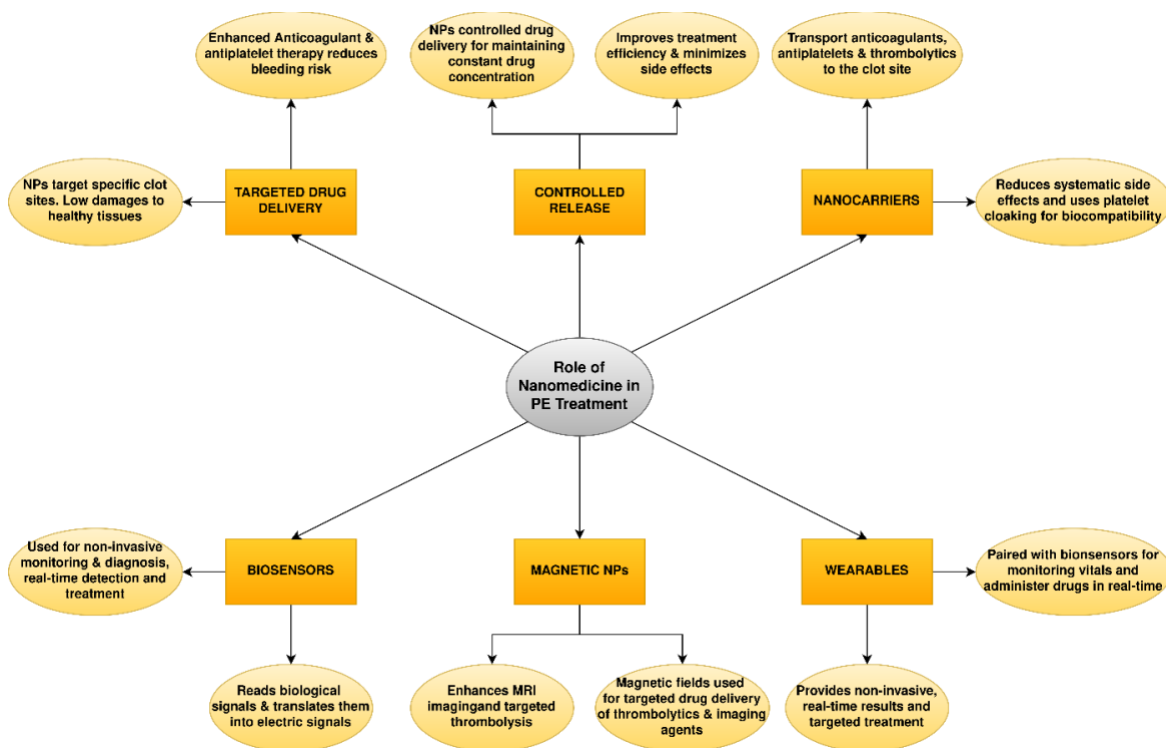 Enhanced Anticoagulant &
antiplatelet therapy reduces
bleeding risk
NPs controlled drug
delivery for maintaining
constant drug
concentration
Improves treatment
efficiency & minimizes
side effects
Transport anticoagulants,
antiplatelets & thrombolytics
to the clot site
NPs target specific clot
sites. Low damages to
healthy tissues
TARGETED DRUG
DELIVERY
CONTROLLED
RELEASE
NANOCARRIERS
Reduces systematic side
effects and uses platelet
cloaking for biocompatibility
Role of
Nanomedicine in
PE Treatment
Used for non-invasive
monitoring & diagnosis,
real-time detection and
treatment
BIOSENSORS
MAGNETIC NPs
WEARABLES
Paired with bionsensors for
monitoring vitals and
administer drugs in real-time
Reads biological
signals & translates them
into electric signals
Enhances MRI
imagingand targeted
thrombolysis
Magnetic fields used
for targeted drug delivery
of thrombolytics & imaging
agents
Provides non-invasive,
real-time results and
targeted treatment